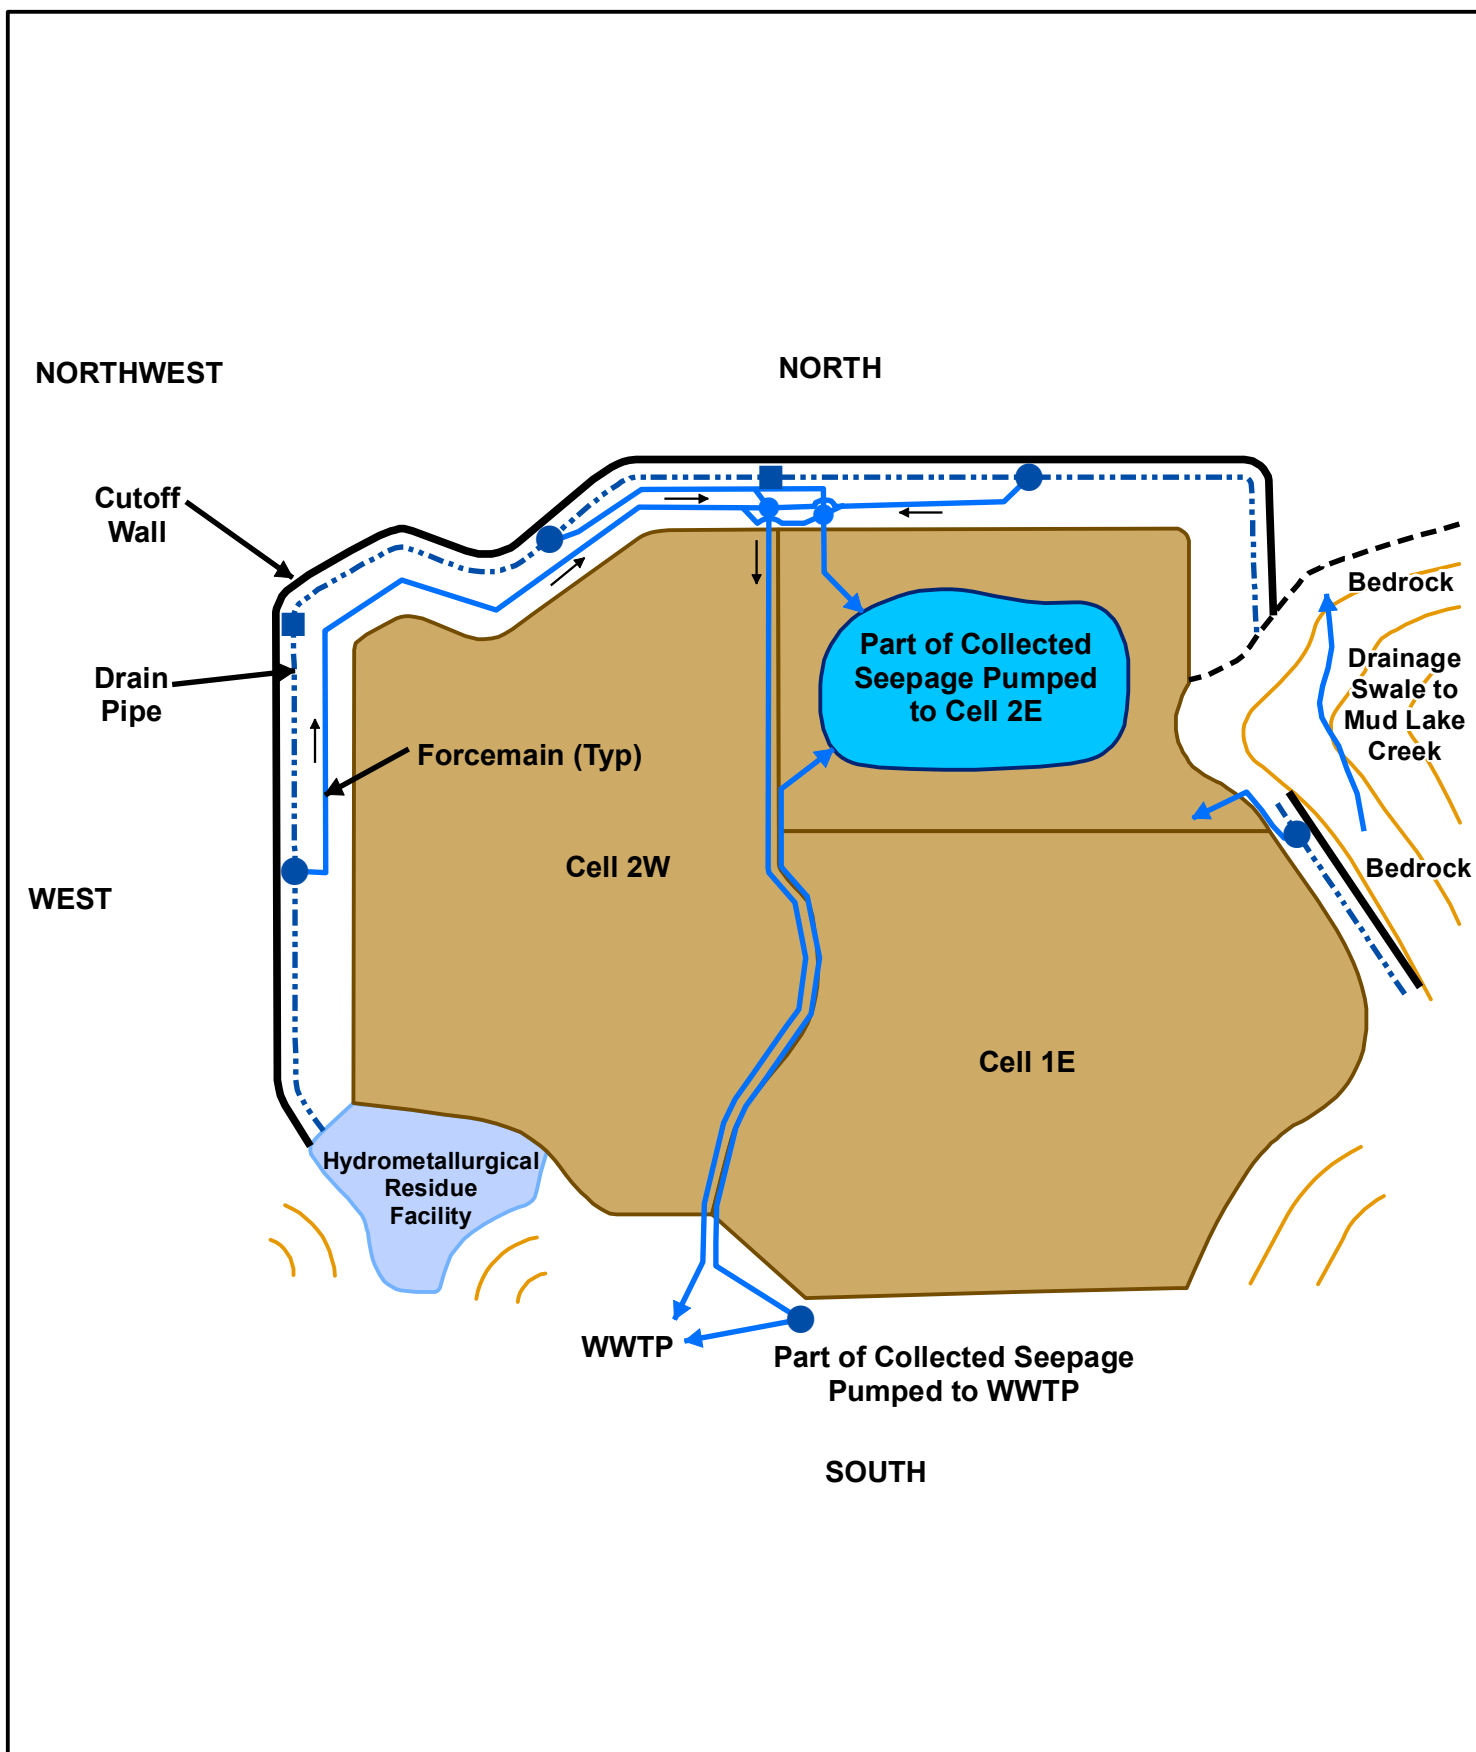 NORTHWEST
NORTH
Cutoff
Wall
Bedrock
Part of Collected
Seepage Pumped
to Cell 2E
Drainage
Swale to
Mud Lake
Creek
Drain
Pipe
Forcemain (Typ)
Cell 2W
Bedrock
WEST
Cell 1E
Hydrometallurgical
Residue
Facility
WWTP
Part of Collected Seepage
Pumped to WWTP
SOUTH